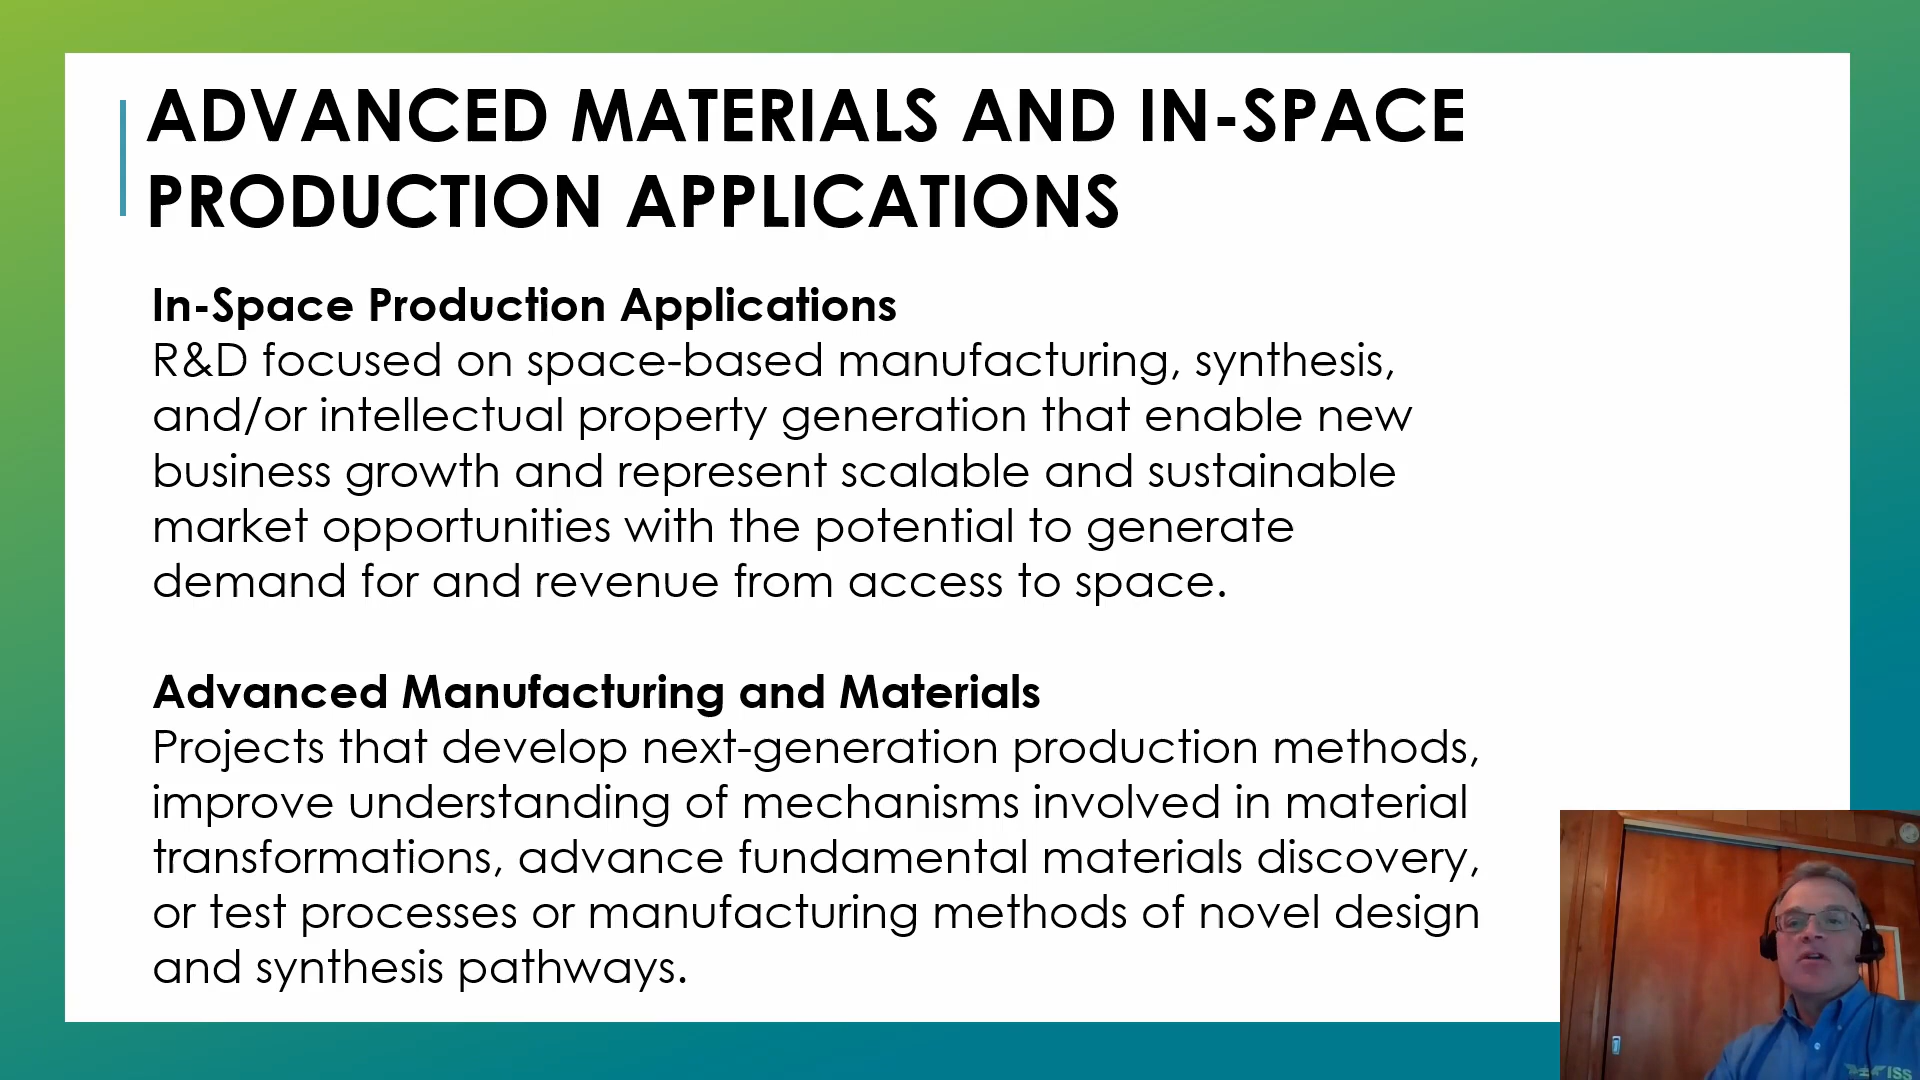 ADVANCED MATERIALS AND IN-SPACE
PRODUCTION APPLICATIONS
In-Space Production Applications
R&D focused on space-based manufacturing, synthesis,
and/or intellectual property generation that enable new
business growth and represent scalable and sustainable
market opportunities with the potential to generate
demand for and revenue from access to space.
Advanced Manufacturing and Materials
Projects that develop next-generation production methods,
improve understanding of mechanisms involved in material
transformations, advance fundamental materials discovery,
or test processes or manufacturing methods of novel design
and synthesis pathways.
ISS